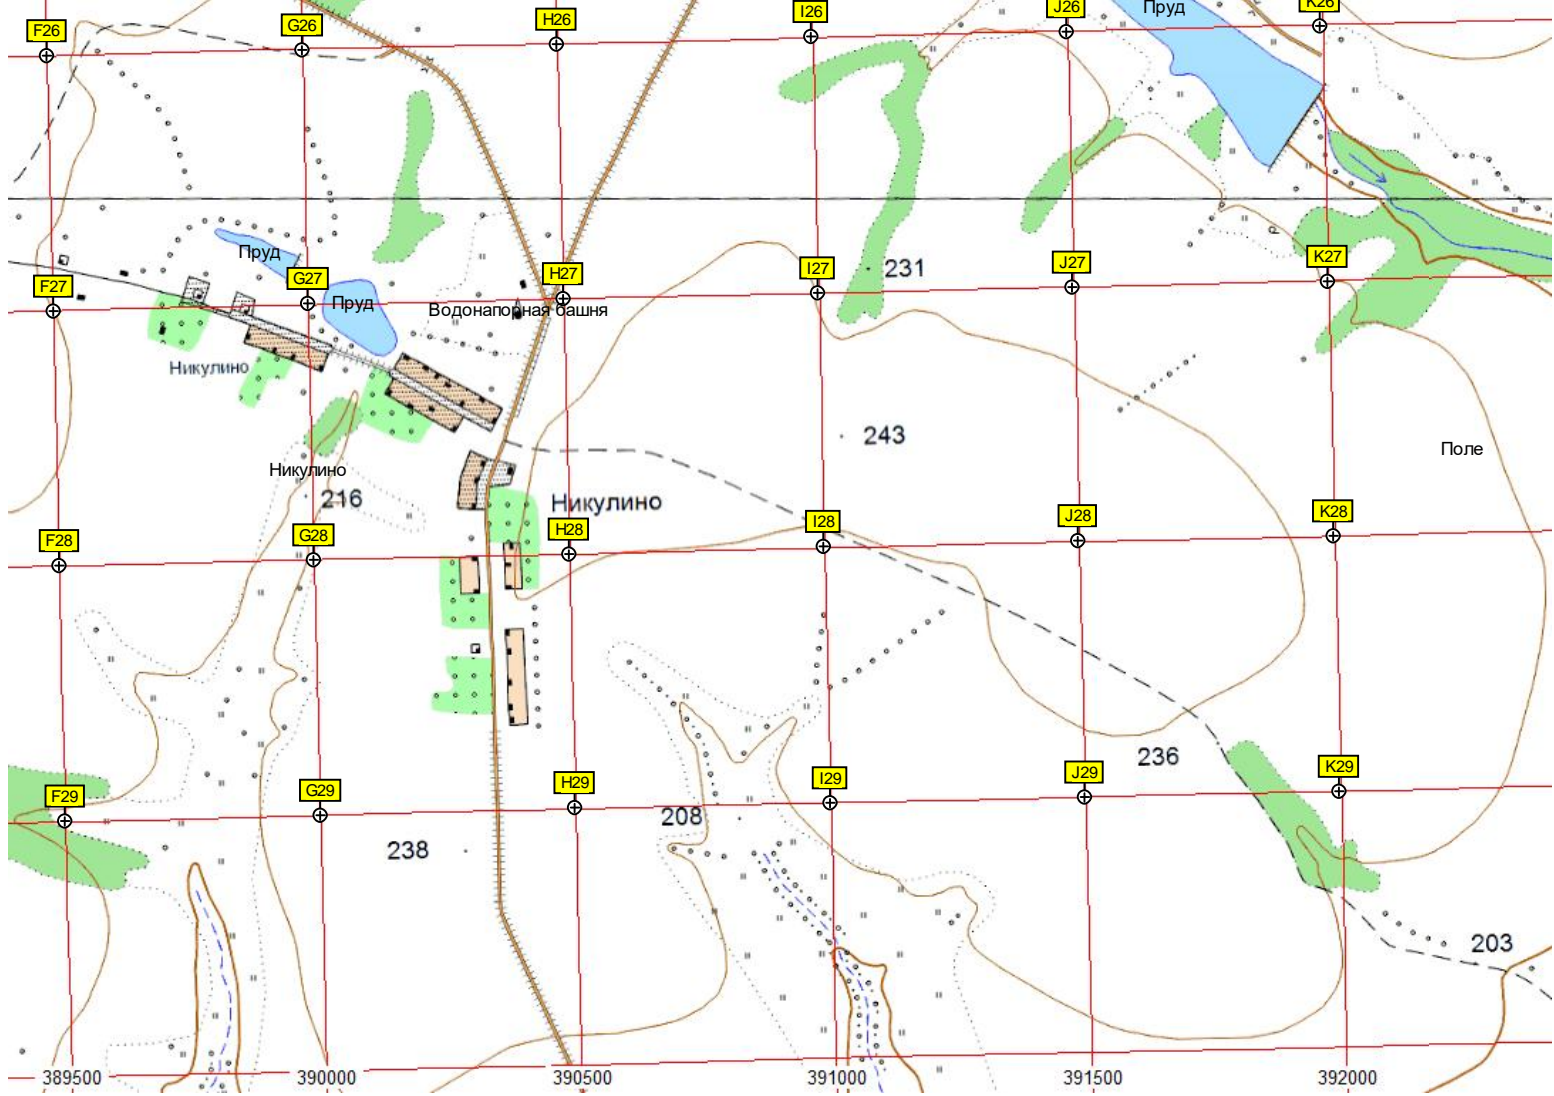 F26
G26
H26
I26
J26
Пруд
K26
Пруд
F27
G27
Пруд
H27
Водонапорная башня
I27
231
J27
K27
Никулино
243
Поле
Никулино
216
Никулино
F28
G28
H28
I28
J28
K28
236
F29
G29
H29
208
I29
J29
K29
238
203
389500
390000
390500
391000
391500
392000